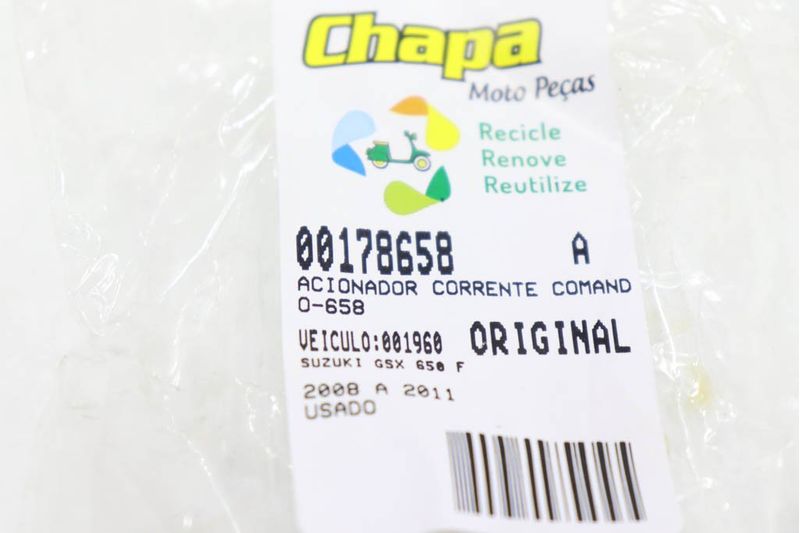 Chapa
Moto Peças
Recicle
Renove
Reutilize
00178658 A
ACIONADOR CORRENTE COMAND
O-658
VEICULO:001960 ORIGINAL
SUZUKI GSX 650 F
2008 A 2011
USADO